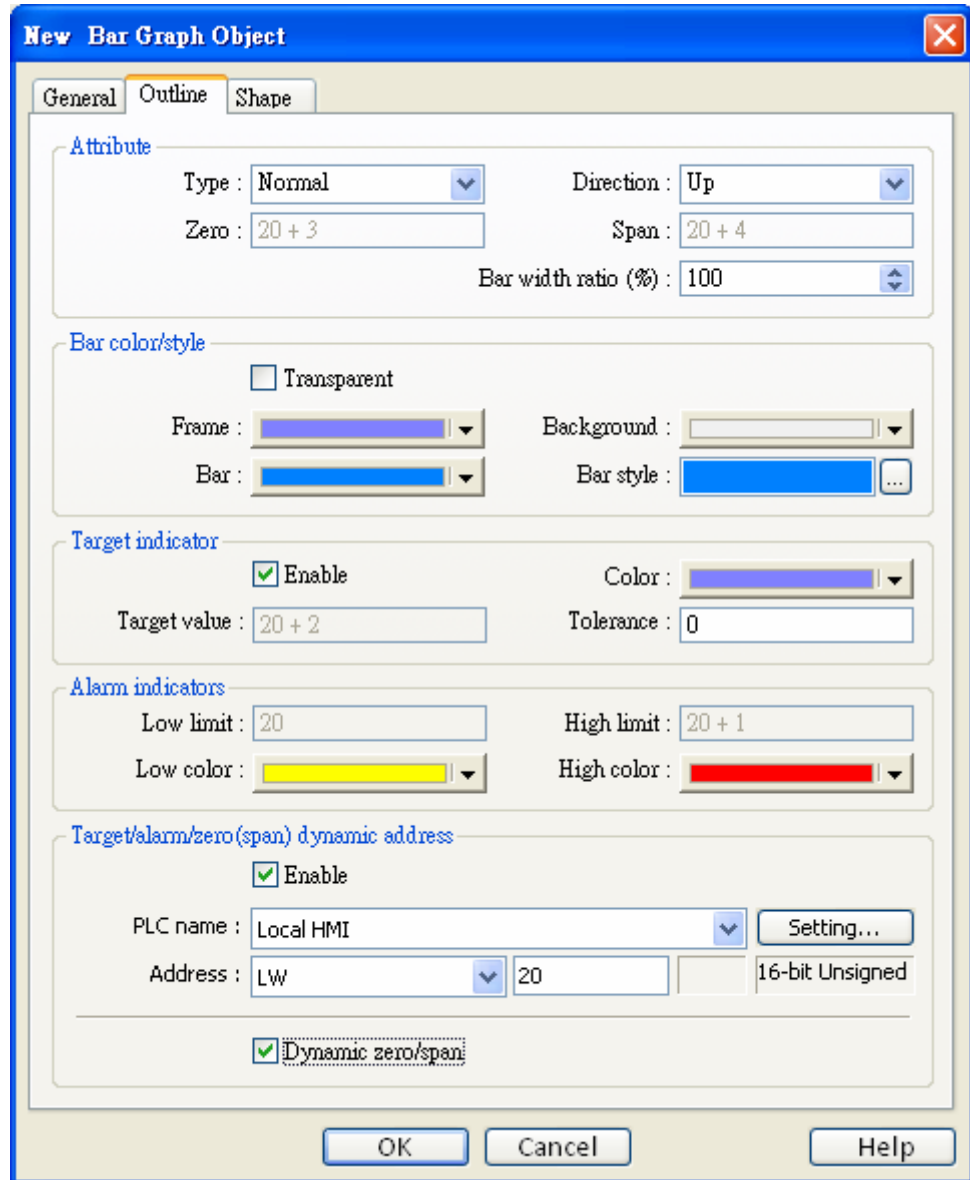 New Bar Graph Object
General Outline Shape
Attribute
Type : Normal Direction : Up
Zero : 20 + 3 Span : 20 + 4
Bar width ratio (%) : 100
Bar color/style
Transparent
Frame : Background :
Bar : Bar style : ...
Target indicator
Enable Color :
Target value : 20 + 2 Tolerance : 0
Alarm indicators
Low limit : 20 High limit : 20 + 1
Low color : High color :
Target/alarm/zero(span) dynamic address
Enable
PLC name : Local HMI Setting...
Address : LW 20 16-bit Unsigned
Dynamic zero/span
OK Cancel Help